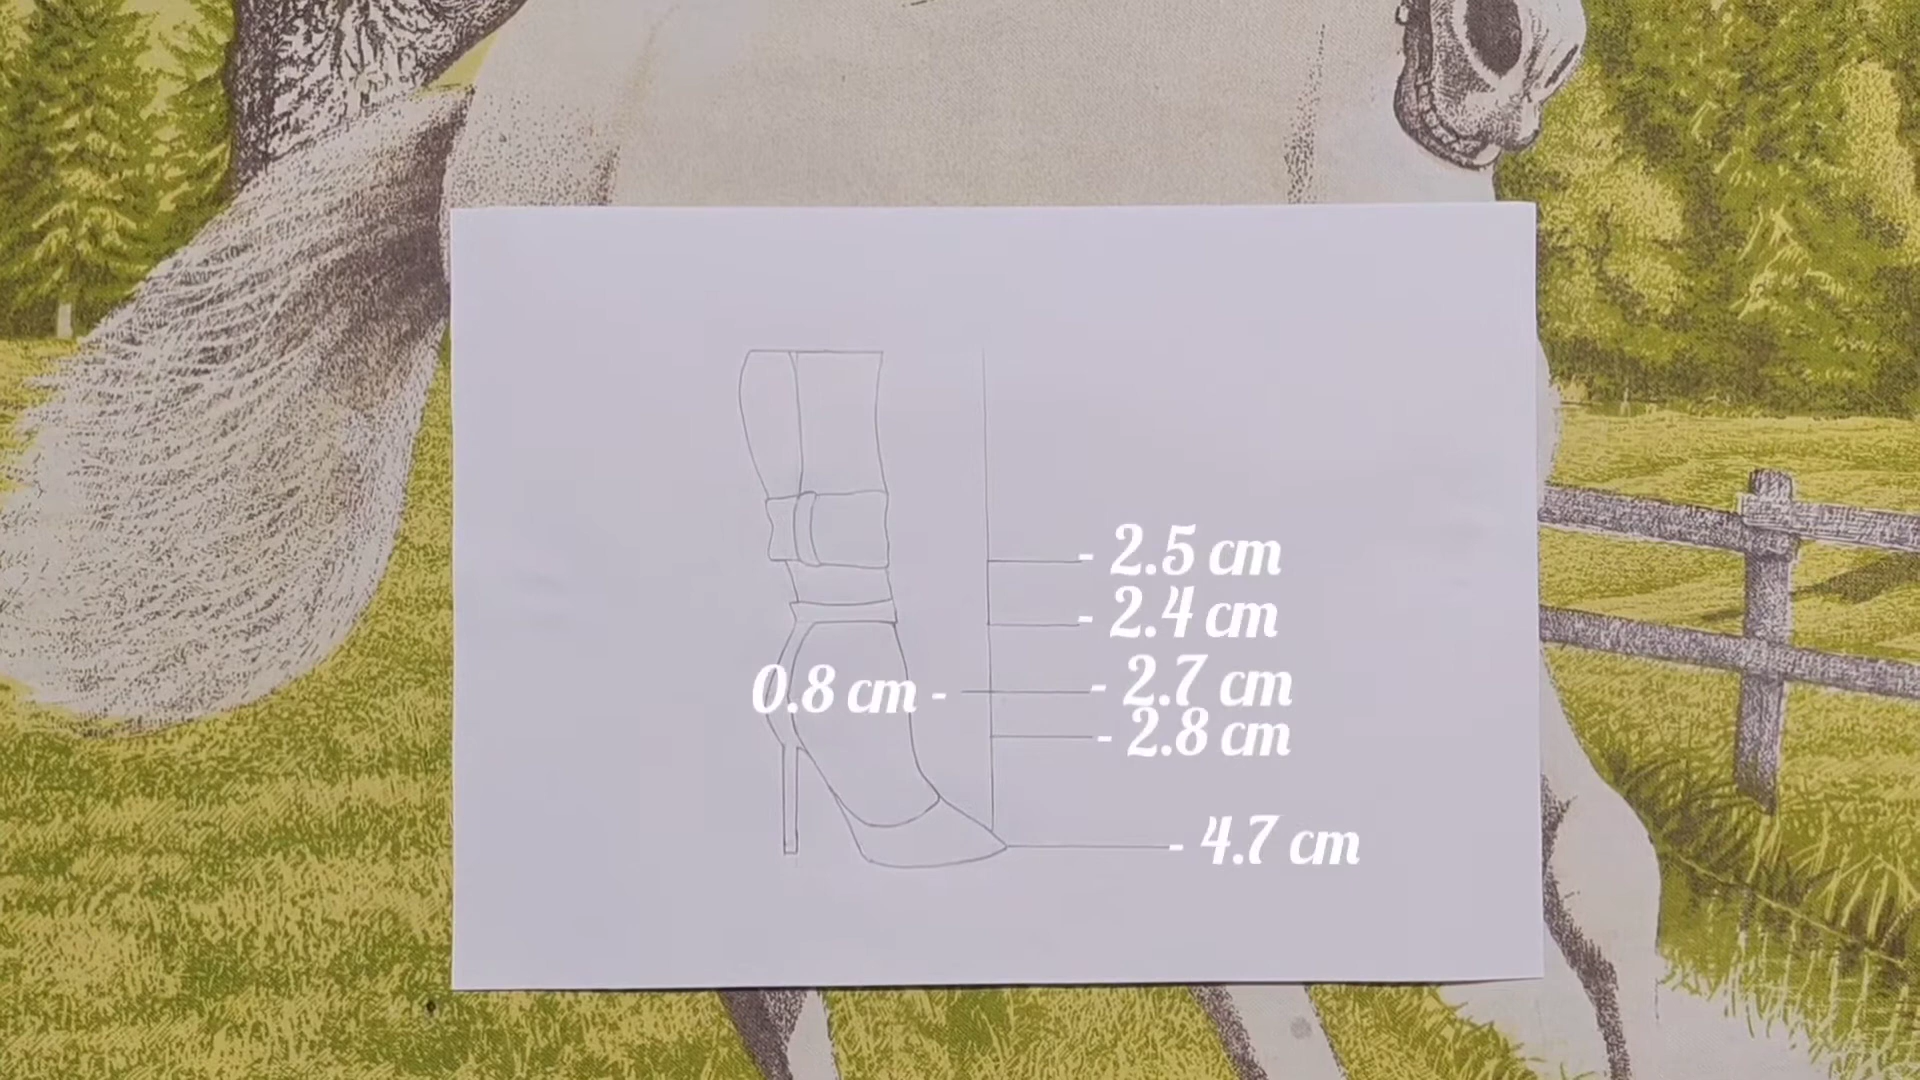 - 2.5 cm
- 2.4 cm
0.8 cm - - 2.7 cm
- 2.8 cm
- 4.7 cm